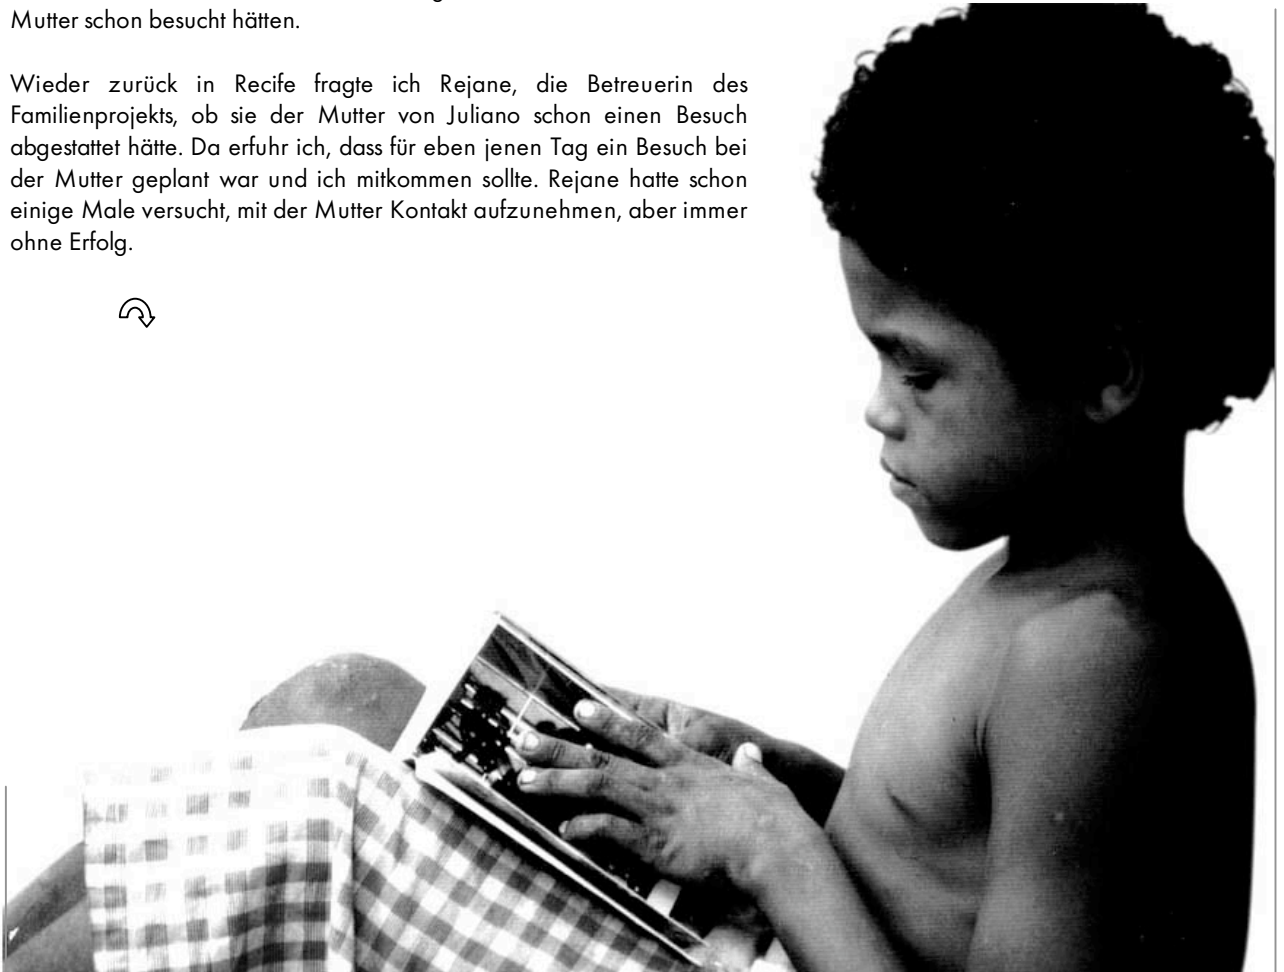 Mutter schon besucht hätten.
Wieder zurück in Recife fragte ich Rejane, die Betreuerin des
Familienprojekts, ob sie der Mutter von Juliano schon einen Besuch
abgestattet hätte. Da erfuhr ich, dass für eben jenen Tag ein Besuch bei
der Mutter geplant war und ich mitkommen sollte. Rejane hatte schon
einige Male versucht, mit der Mutter Kontakt aufzunehmen, aber immer
ohne Erfolg.